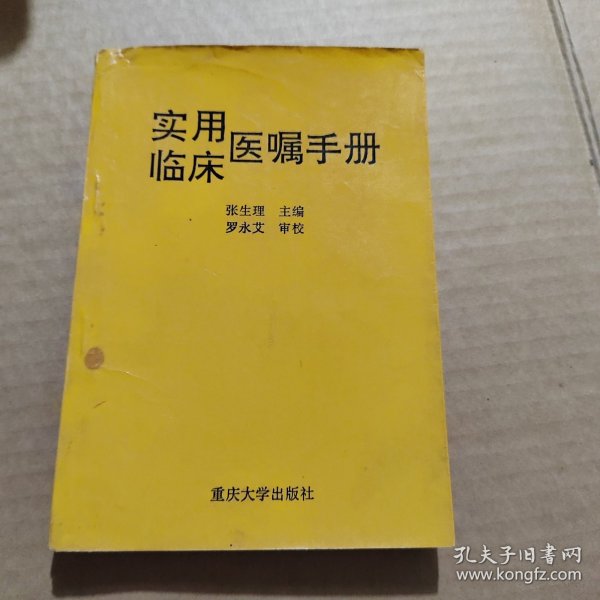 实用
临床
医嘱手册
张生理 主编
罗永艾 审校
重庆大学出版社
孔夫子旧书网
www.kongfz.com